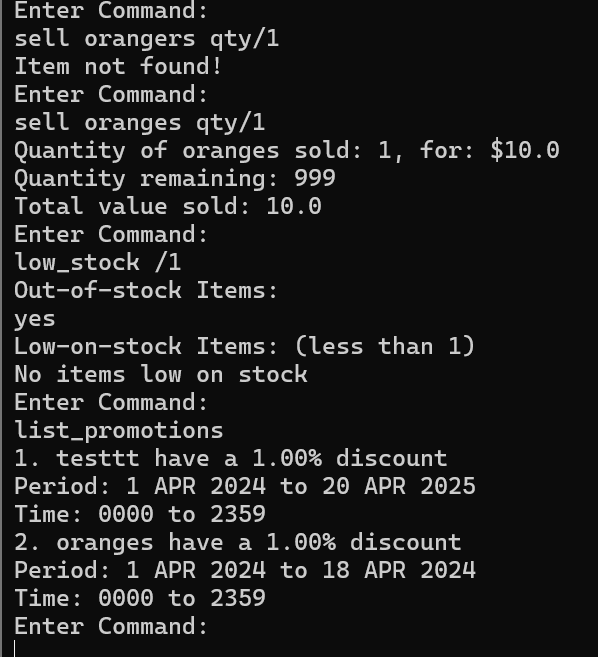 Enter Command:
sell orangers qty/1
Item not found!
Enter Command:
sell oranges qty/1
Quantity of oranges sold: 1, for: $10.0
Quantity remaining: 999
Total value sold: 10.0
Enter Command:
low_stock /1
Out-of-stock Items:
yes
Low-on-stock Items: (less than 1)
No items low on stock
Enter Command:
list_promotions
1. testtt have a 1.00% discount
Period: 1 APR 2024 to 20 APR 2025
Time: 0000 to 2359
2. oranges have a 1.00% discount
Period: 1 APR 2024 to 18 APR 2024
Time: 0000 to 2359
Enter Command: